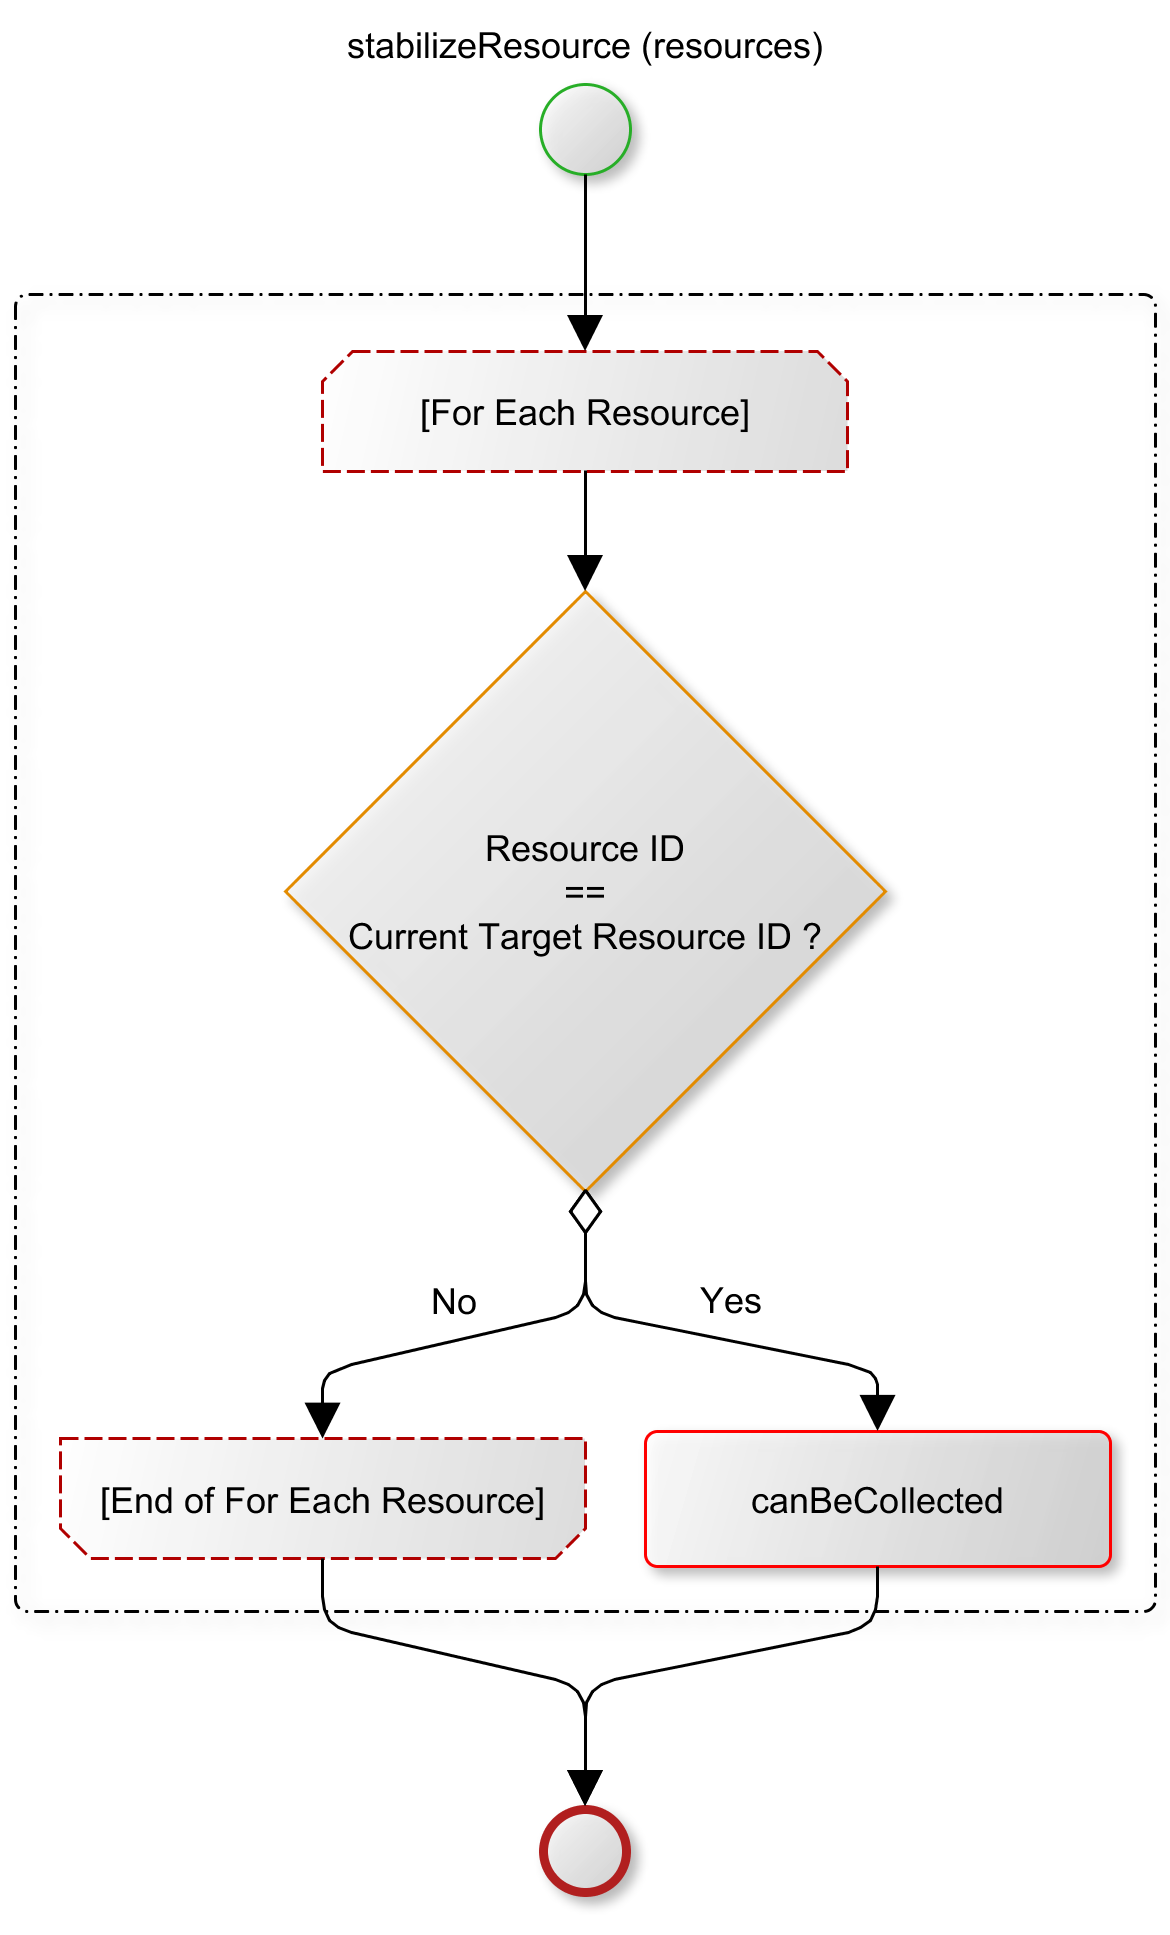 stabilizeResource (resources)
[For Each Resource]
Resource ID
==
Current Target Resource ID ?
No
Yes
[End of For Each Resource]
canBeCollected